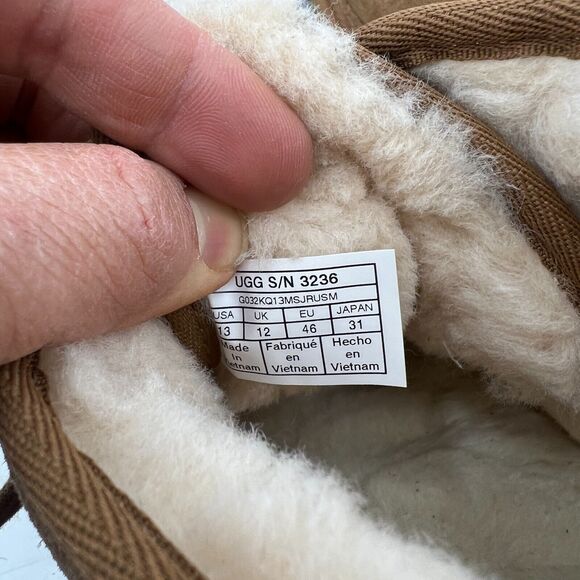 UGG S/N 3236
G032KQ13MSJRUSM
USA UK EU JAPAN
13 12 46 31
Made Fabriqué Hecho
In en en
Vietnam Vietnam Vietnam